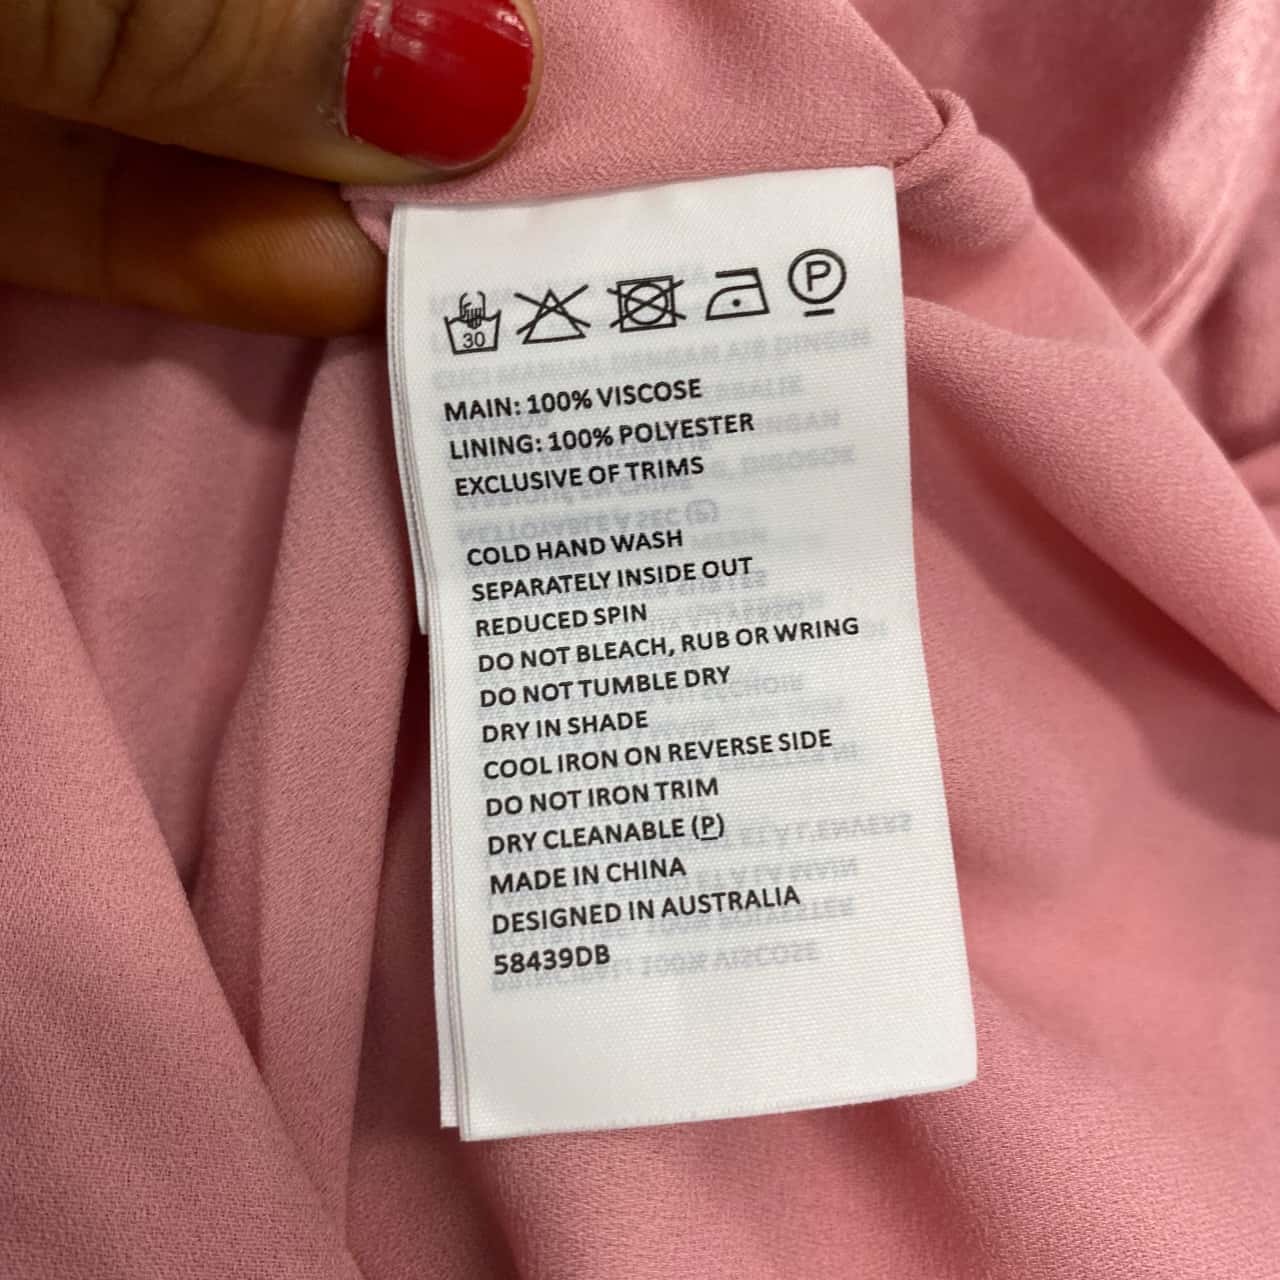 30 P
MAIN: 100% VISCOSE
LINING: 100% POLYESTER
EXCLUSIVE OF TRIMS
COLD HAND WASH
SEPARATELY INSIDE OUT
REDUCED SPIN
DO NOT BLEACH, RUB OR WRING
DO NOT TUMBLE DRY
DRY IN SHADE
COOL IRON ON REVERSE SIDE
DO NOT IRON TRIM
DRY CLEANABLE (P)
MADE IN CHINA
DESIGNED IN AUSTRALIA
58439DB